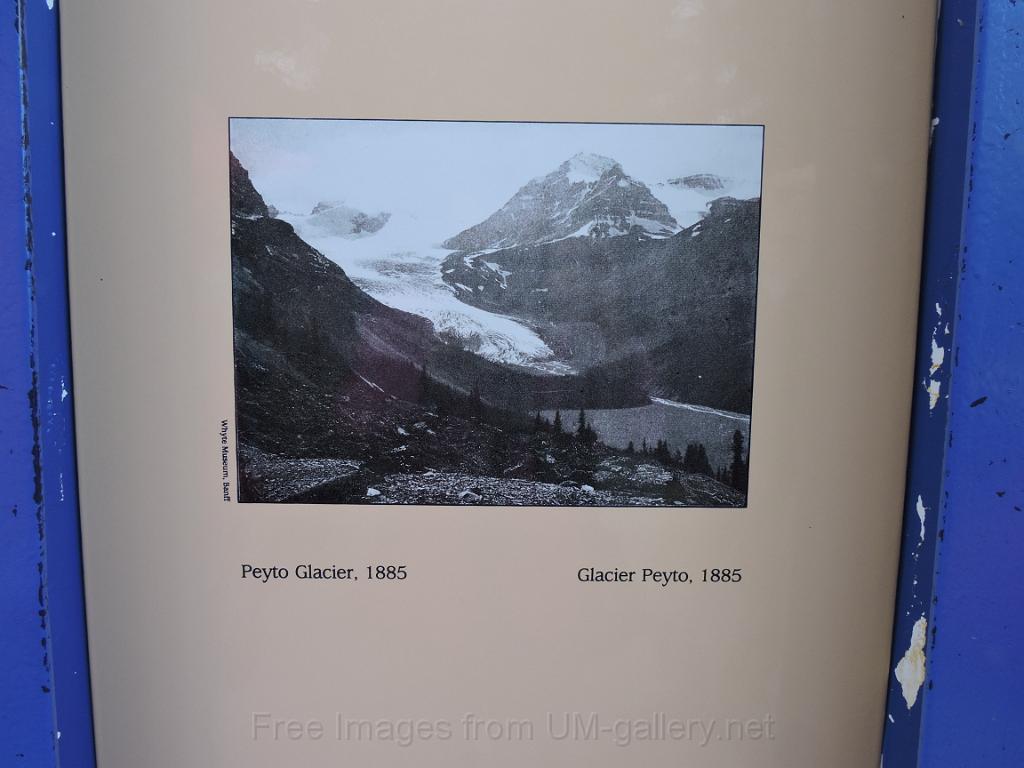 Whyte Museum, Banff
Peyto Glacier, 1885
Glacier Peyto, 1885
Free Images from UM-gallery.net